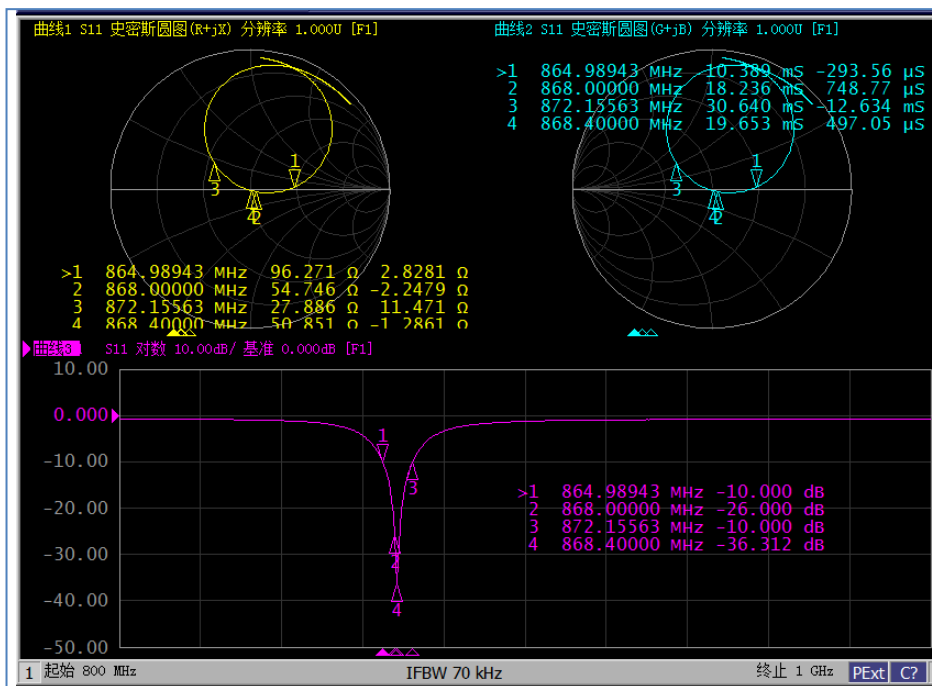 曲线1 S11 史密斯圆图(R+jX) 分辨率 1.000U [F1]
曲线2 S11 史密斯圆图(G+jB) 分辨率 1.000U [F1]
>1 864.98943 MHz 10.389 mS -293.56 µS
2 868.00000 MHz 18.236 mS 748.77 µS
3 872.15563 MHz 30.640 mS -12.634 mS
4 868.40000 MHz 19.653 mS 497.05 µS
1
3
4
2
1
3
4
2
>1 864.98943 MHz 96.271 Ω 2.8281 Ω
2 868.00000 MHz 54.746 Ω -2.2479 Ω
3 872.15563 MHz 27.886 Ω 11.471 Ω
4 868.40000 MHz 50.851 Ω -1.2861 Ω
曲线3 S11 对数 10.00dB/ 基准 0.000dB [F1]
10.00
0.000
-10.00
-20.00
-30.00
-40.00
-50.00
1
3
2
4
>1 864.98943 MHz -10.000 dB
2 868.00000 MHz -26.000 dB
3 872.15563 MHz -10.000 dB
4 868.40000 MHz -36.312 dB
1 起始 800 MHz IFBW 70 kHz 终止 1 GHz PExt C?